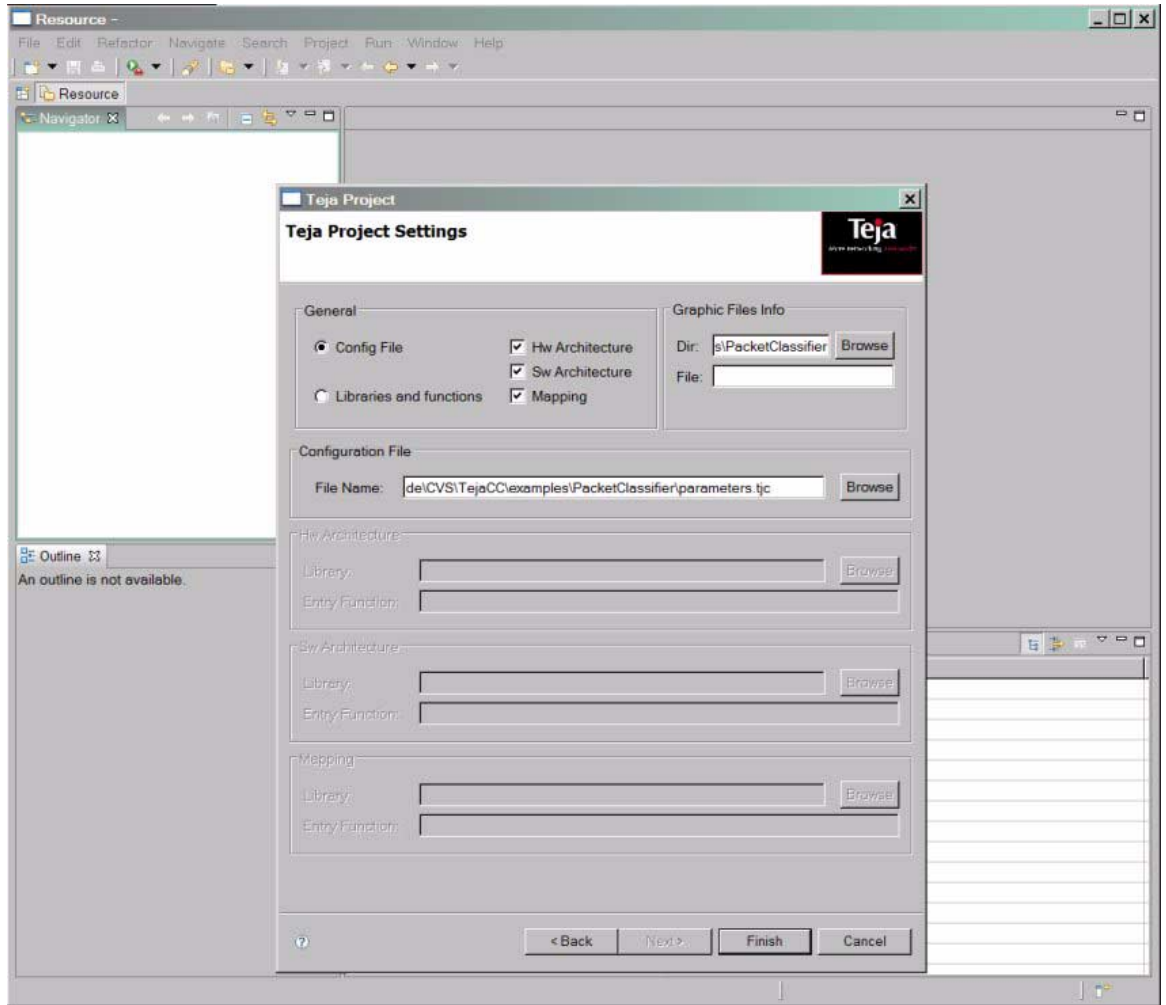 Resource -
File Edit Refactor Navigate Search Project Run Window Help
Resource
Navigator
Teja Project
Teja Project Settings
Teja
General
Config File
Hw Architecture
Sw Architecture
Libraries and functions
Mapping
Graphic Files Info
Dir: s\PacketClassifier Browse
File:
Configuration File
File Name: de\CVS\TejaCC\examples\PacketClassifier\parameters.tjc Browse
Hw Architecture
Library: Browse
Entry Function:
Sw Architecture
Library: Browse
Entry Function:
Mapping
Library: Browse
Entry Function:
Outline
An outline is not available.
< Back Next > Finish Cancel